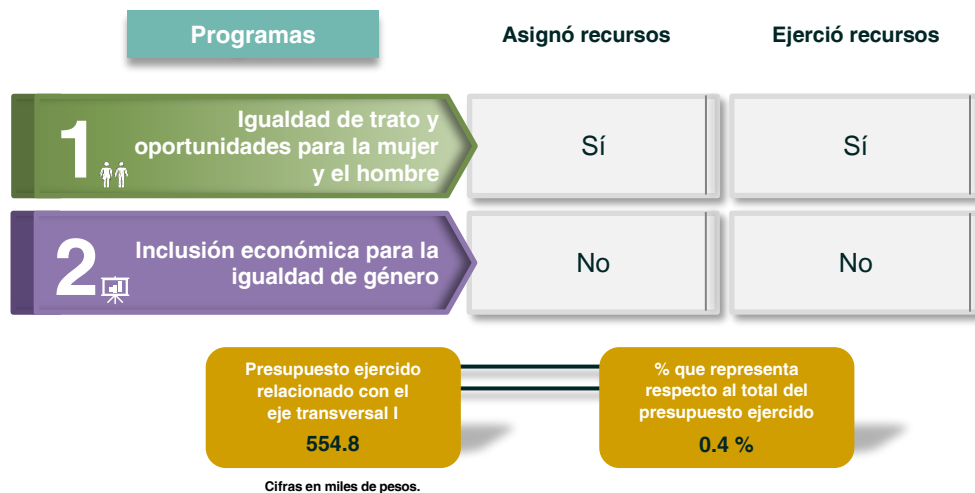 Programas
Asignó recursos
Ejerció recursos
1
Igualdad de trato y
oportunidades para la mujer
y el hombre
Sí
Sí
2
Inclusión económica para la
igualdad de género
No
No
Presupuesto ejercido
relacionado con el
eje transversal I
554.8
% que representa
respecto al total del
presupuesto ejercido
0.4 %
Cifras en miles de pesos.